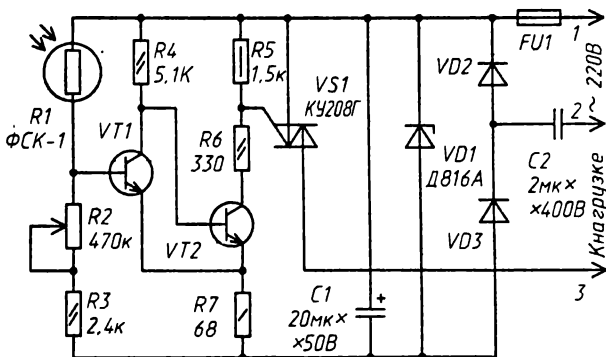 R1
ФСК-1
R4
5,1К
VT1
R2
470к
R3
2,4к
R5
1,5к
R6
330
VT2
R7
68
VS1
КУ208Г
C1
20мк×
×50В
+
VD1
Д816А
VD2
VD3
FU1
C2
2мк×
×400В
1
220В
~
2
К нагрузке
3